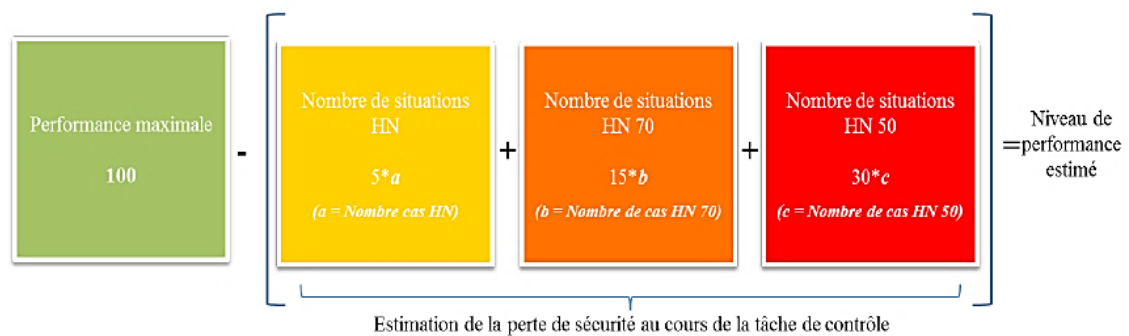 Performance maximale
100
-
Nombre de situations
HN
5*a
(a = Nombre cas HN)
+
Nombre de situations
HN 70
15*b
(b = Nombre de cas HN 70)
+
Nombre de situations
HN 50
30*c
(c = Nombre de cas HN 50)
=
Niveau de
performance
estimé
Estimation de la perte de sécurité au cours de la tâche de contrôle